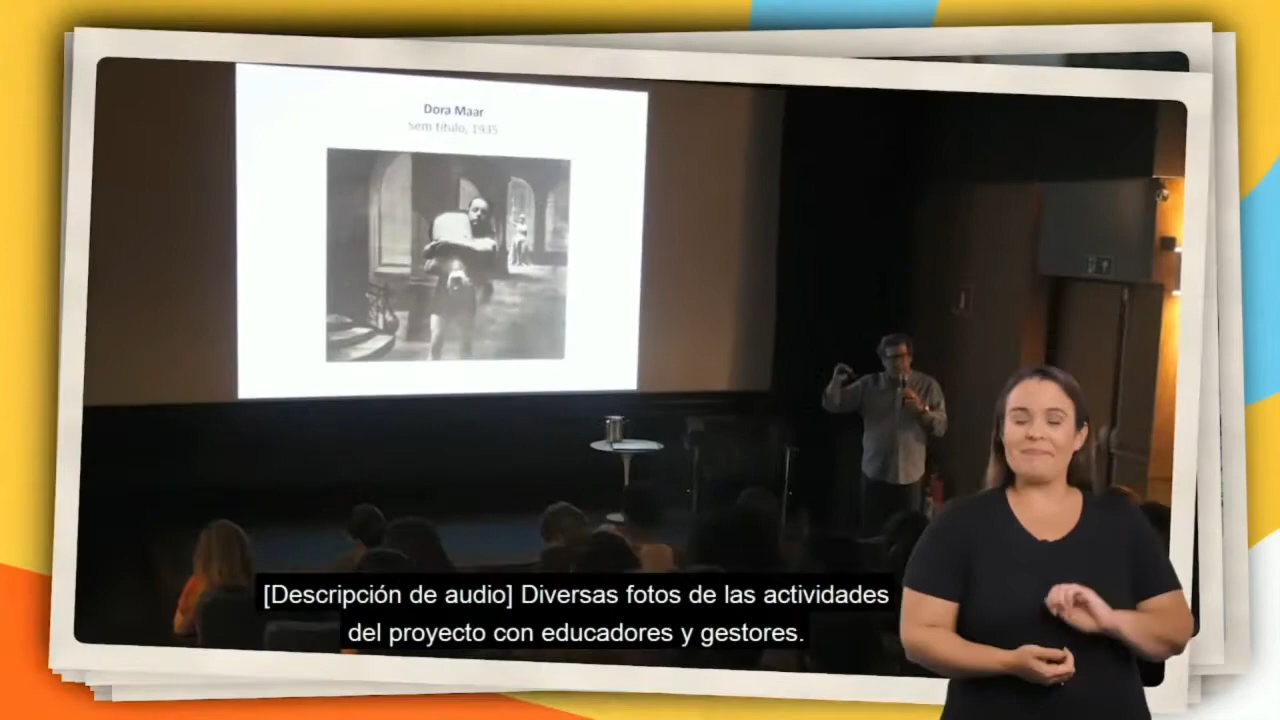 Dora Maar
Sem título, 1935
[Descripción de audio] Diversas fotos de las actividades
del proyecto con educadores y gestores.